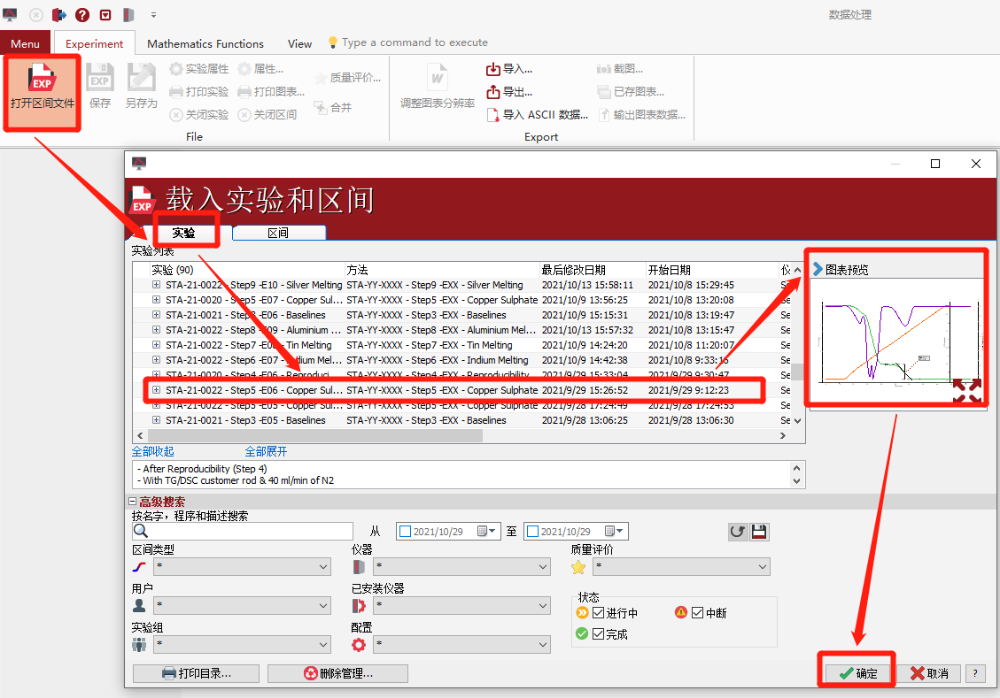 数据处理
Menu Experiment Mathematics Functions View Type a command to execute
EXP EXP W
打开区间文件 保存 另存为
实验属性 属性... 质量评价...
打印实验 打印图表... 合并
关闭实验 关闭区间
File
调整图表分辨率
导入... 截图...
导出... 已存图表...
导入 ASCII 数据... 输出图表数据...
Export
EXP 载入实验和区间
实验 区间
实验列表
实验 (90) 方法 最后修改日期 开始日期 仪
STA-21-0022 - Step9 -E10 - Silver Melting STA-YY-XXXX - Step9 -EXX - Silver Melting 2021/10/13 15:58:11 2021/10/8 15:29:45
STA-21-0020 - Step5 -E07 - Copper Sul... STA-YY-XXXX - Step5 -EXX - Copper Sulphate 2021/10/9 13:56:25 2021/10/8 13:20:08 Se
STA-21-0021 - Step3 -E06 - Baselines STA-YY-XXXX - Step3 -EXX - Baselines 2021/10/9 15:15:31 2021/10/8 13:19:47 Se
STA-21-0022 - Step8 -E09 - Aluminium ... STA-YY-XXXX - Step8 -EXX - Aluminium Mel... 2021/10/13 15:57:32 2021/10/8 13:15:47 Se
STA-21-0022 - Step7 -E08 - Tin Melting STA-YY-XXXX - Step7 -EXX - Tin Melting 2021/10/9 14:24:20 2021/10/8 11:20:07 Se
STA-21-0022 - Step6 -E07 - Indium Mel... STA-YY-XXXX - Step6 -EXX - Indium Melting 2021/10/9 14:42:38 2021/10/8 9:33:16
STA-21-0020 - Step4 -E06 - Reproduci... STA-YY-XXXX - Step4 -EXX - Reproducibility 2021/9/29 15:33:04 2021/9/29 9:30:47
STA-21-0022 - Step5 -E06 - Copper Sul... STA-YY-XXXX - Step5 -EXX - Copper Sulphate 2021/9/29 15:26:52 2021/9/29 9:12:23 Se
STA-21-0022 - Step5 -E05 - Copper Sul... STA-YY-XXXX - Step5 -EXX - Copper Sulphate 2021/9/28 17:24:49 2021/9/28 17:24:53 Se
STA-21-0021 - Step3 -E05 - Baselines STA-YY-XXXX - Step3 -EXX - Baselines 2021/9/28 13:06:25 2021/9/28 13:06:30 Se
图表预览
全部收起 全部展开
- After Reproducibility (Step 4)
- With TG/DSC customer rod & 40 ml/min of N2
高级搜索
按名字，程序和描述搜索
从 2021/10/29 至 2021/10/29
区间类型 仪器 质量评价
* * *
用户 已安装仪器 状态
* * 进行中 中断
实验组 配置 完成
* *
打印目录... 删除管理... 确定 取消 ?